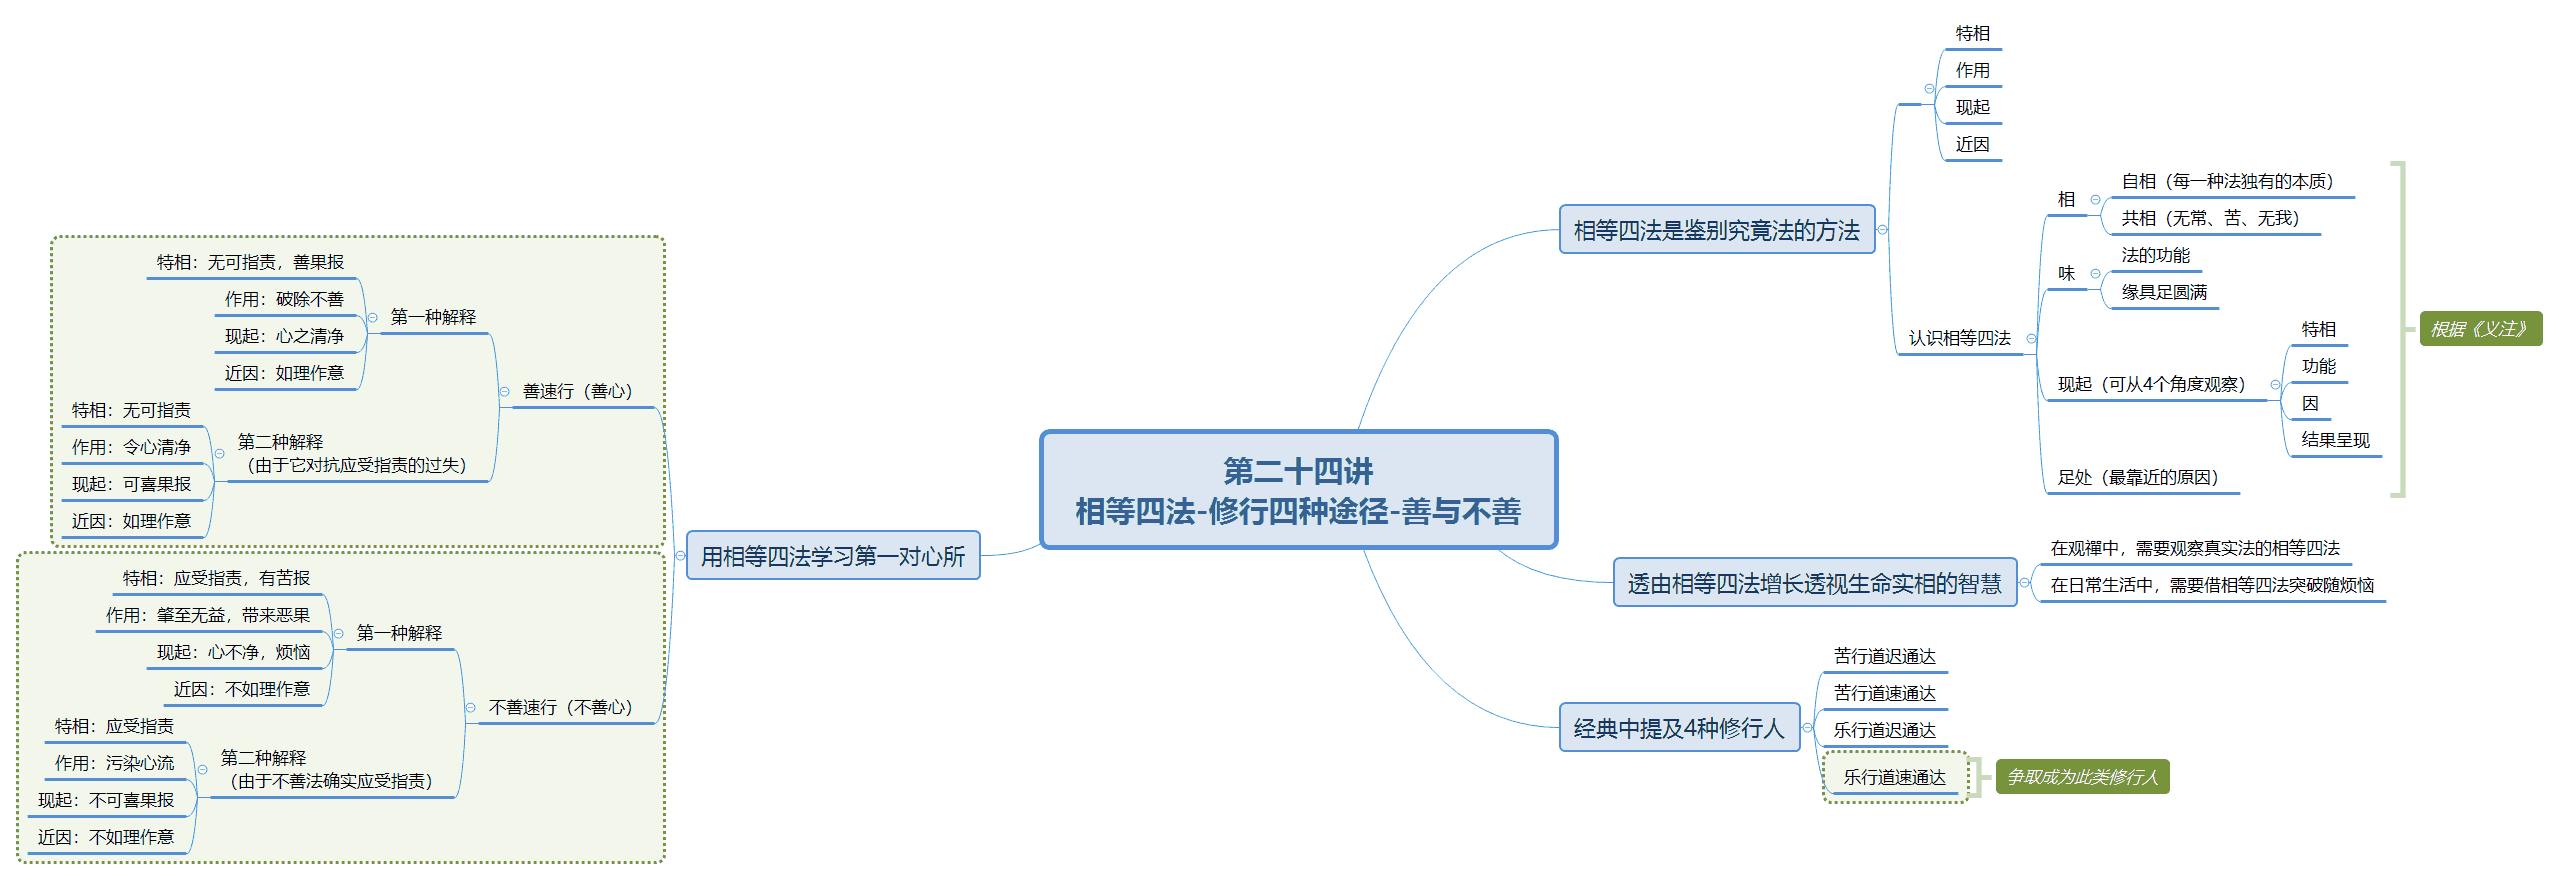 第二十四讲
相等四法-修行四种途径-善与不善
相等四法是鉴别究竟法的方法
特相
作用
现起
近因
认识相等四法
相
自相（每一种法独有的本质）
共相（无常、苦、无我）
味
法的功能
缘具足圆满
现起（可从4个角度观察）
特相
功能
因
结果呈现
足处（最靠近的原因）
根据《义注》
透由相等四法增长透视生命实相的智慧
在观禪中，需要观察真实法的相等四法
在日常生活中，需要借相等四法突破随烦恼
经典中提及4种修行人
苦行道迟通达
苦行道速通达
乐行道迟通达
乐行道速通达
争取成为此类修行人
用相等四法学习第一对心所
善速行（善心）
第一种解释
特相：无可指责，善果报
作用：破除不善
现起：心之清净
近因：如理作意
第二种解释
（由于它对抗应受指责的过失）
特相：无可指责
作用：令心清净
现起：可喜果报
近因：如理作意
不善速行（不善心）
第一种解释
特相：应受指责，有苦报
作用：肇至无益，带来恶果
现起：心不净，烦恼
近因：不如理作意
第二种解释
（由于不善法确实应受指责）
特相：应受指责
作用：污染心流
现起：不可喜果报
近因：不如理作意